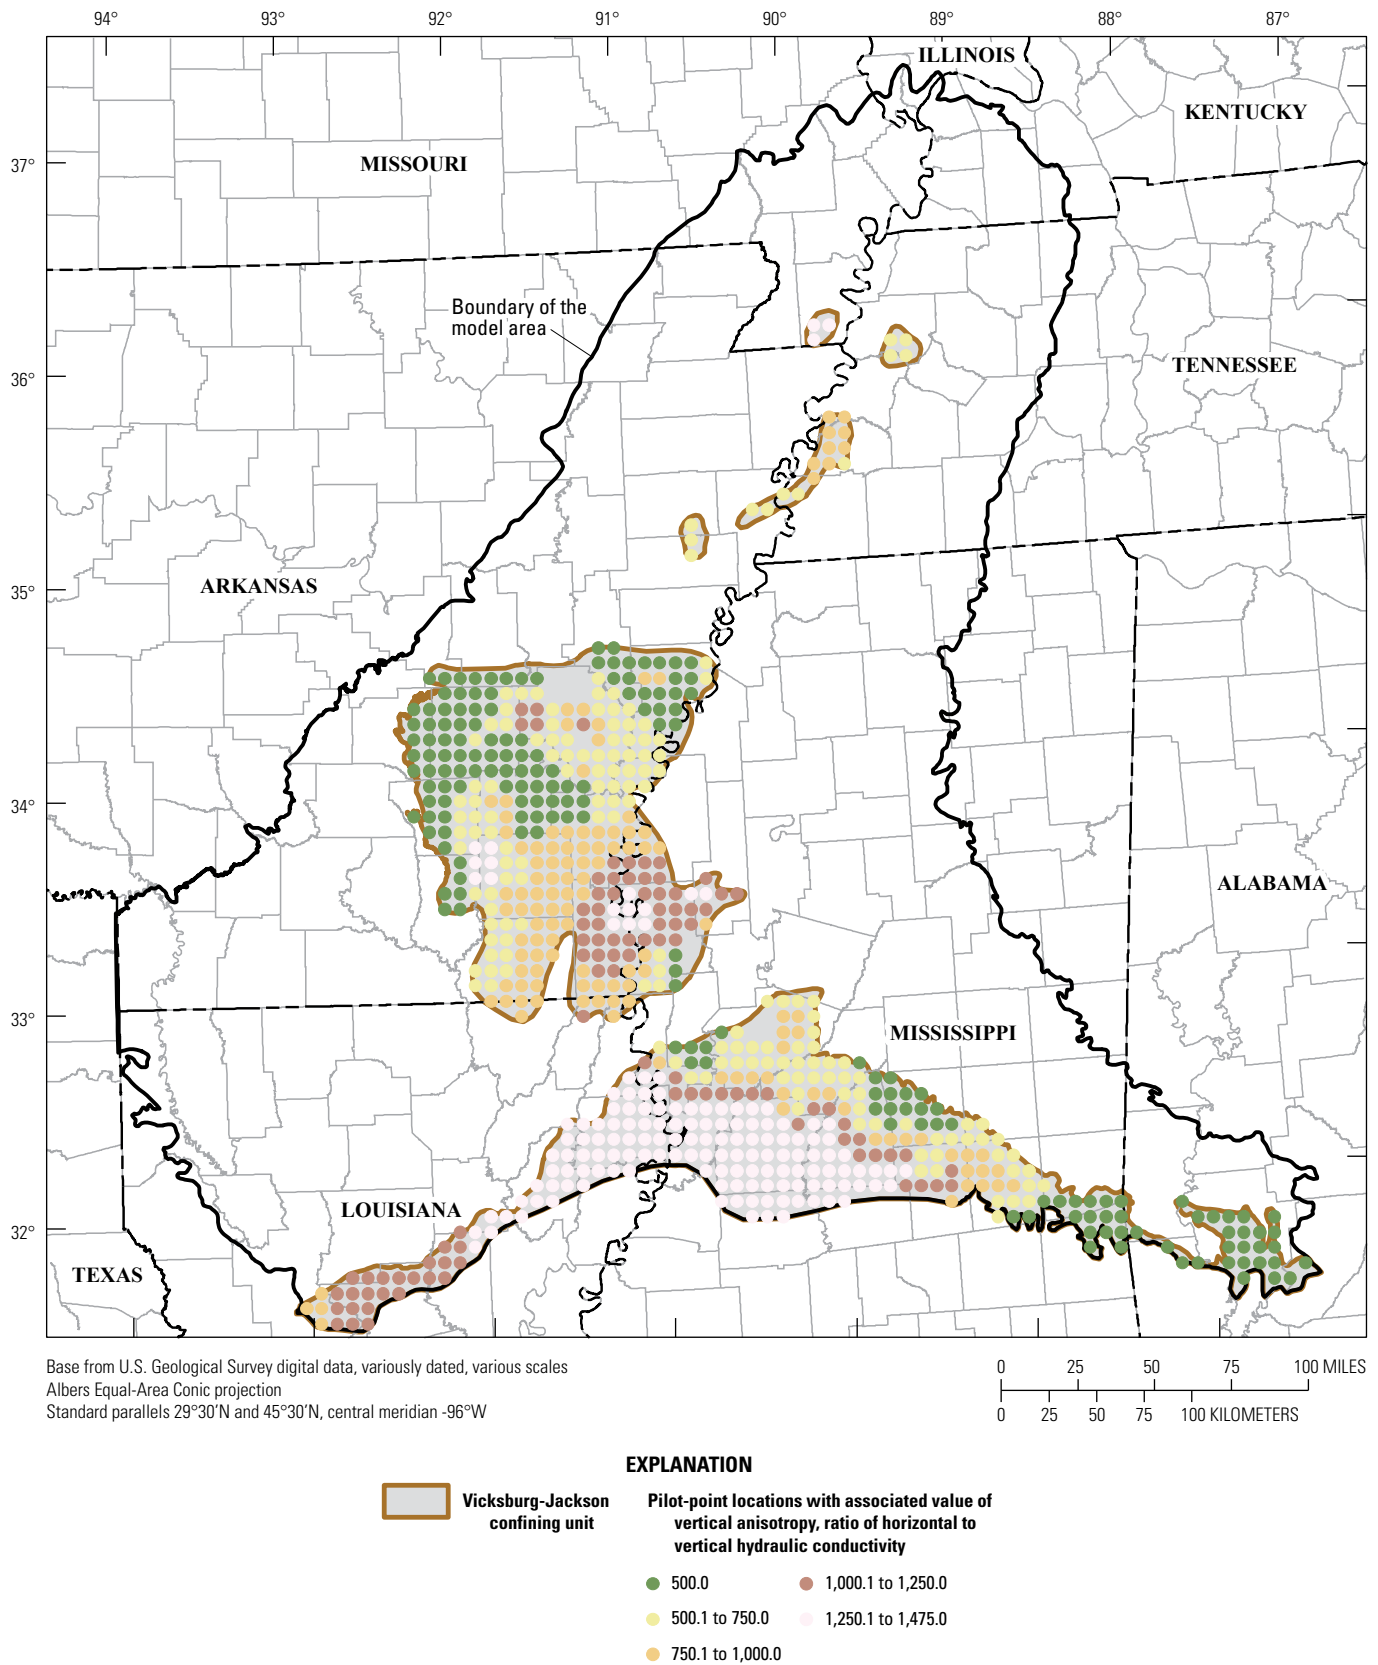 94° 93° 92° 91° 90° 89° 88° 87°
ILLINOIS
KENTUCKY
37°
MISSOURI
Boundary of the
model area
36°
TENNESSEE
35°
ARKANSAS
34°
ALABAMA
33°
MISSISSIPPI
LOUISIANA
32°
TEXAS
Base from U.S. Geological Survey digital data, variously dated, various scales
Albers Equal-Area Conic projection
Standard parallels 29°30'N and 45°30'N, central meridian -96°W
0 25 50 75 100 MILES
0 25 50 75 100 KILOMETERS
EXPLANATION
Vicksburg-Jackson
confining unit
Pilot-point locations with associated value of
vertical anisotropy, ratio of horizontal to
vertical hydraulic conductivity
500.0
500.1 to 750.0
750.1 to 1,000.0
1,000.1 to 1,250.0
1,250.1 to 1,475.0